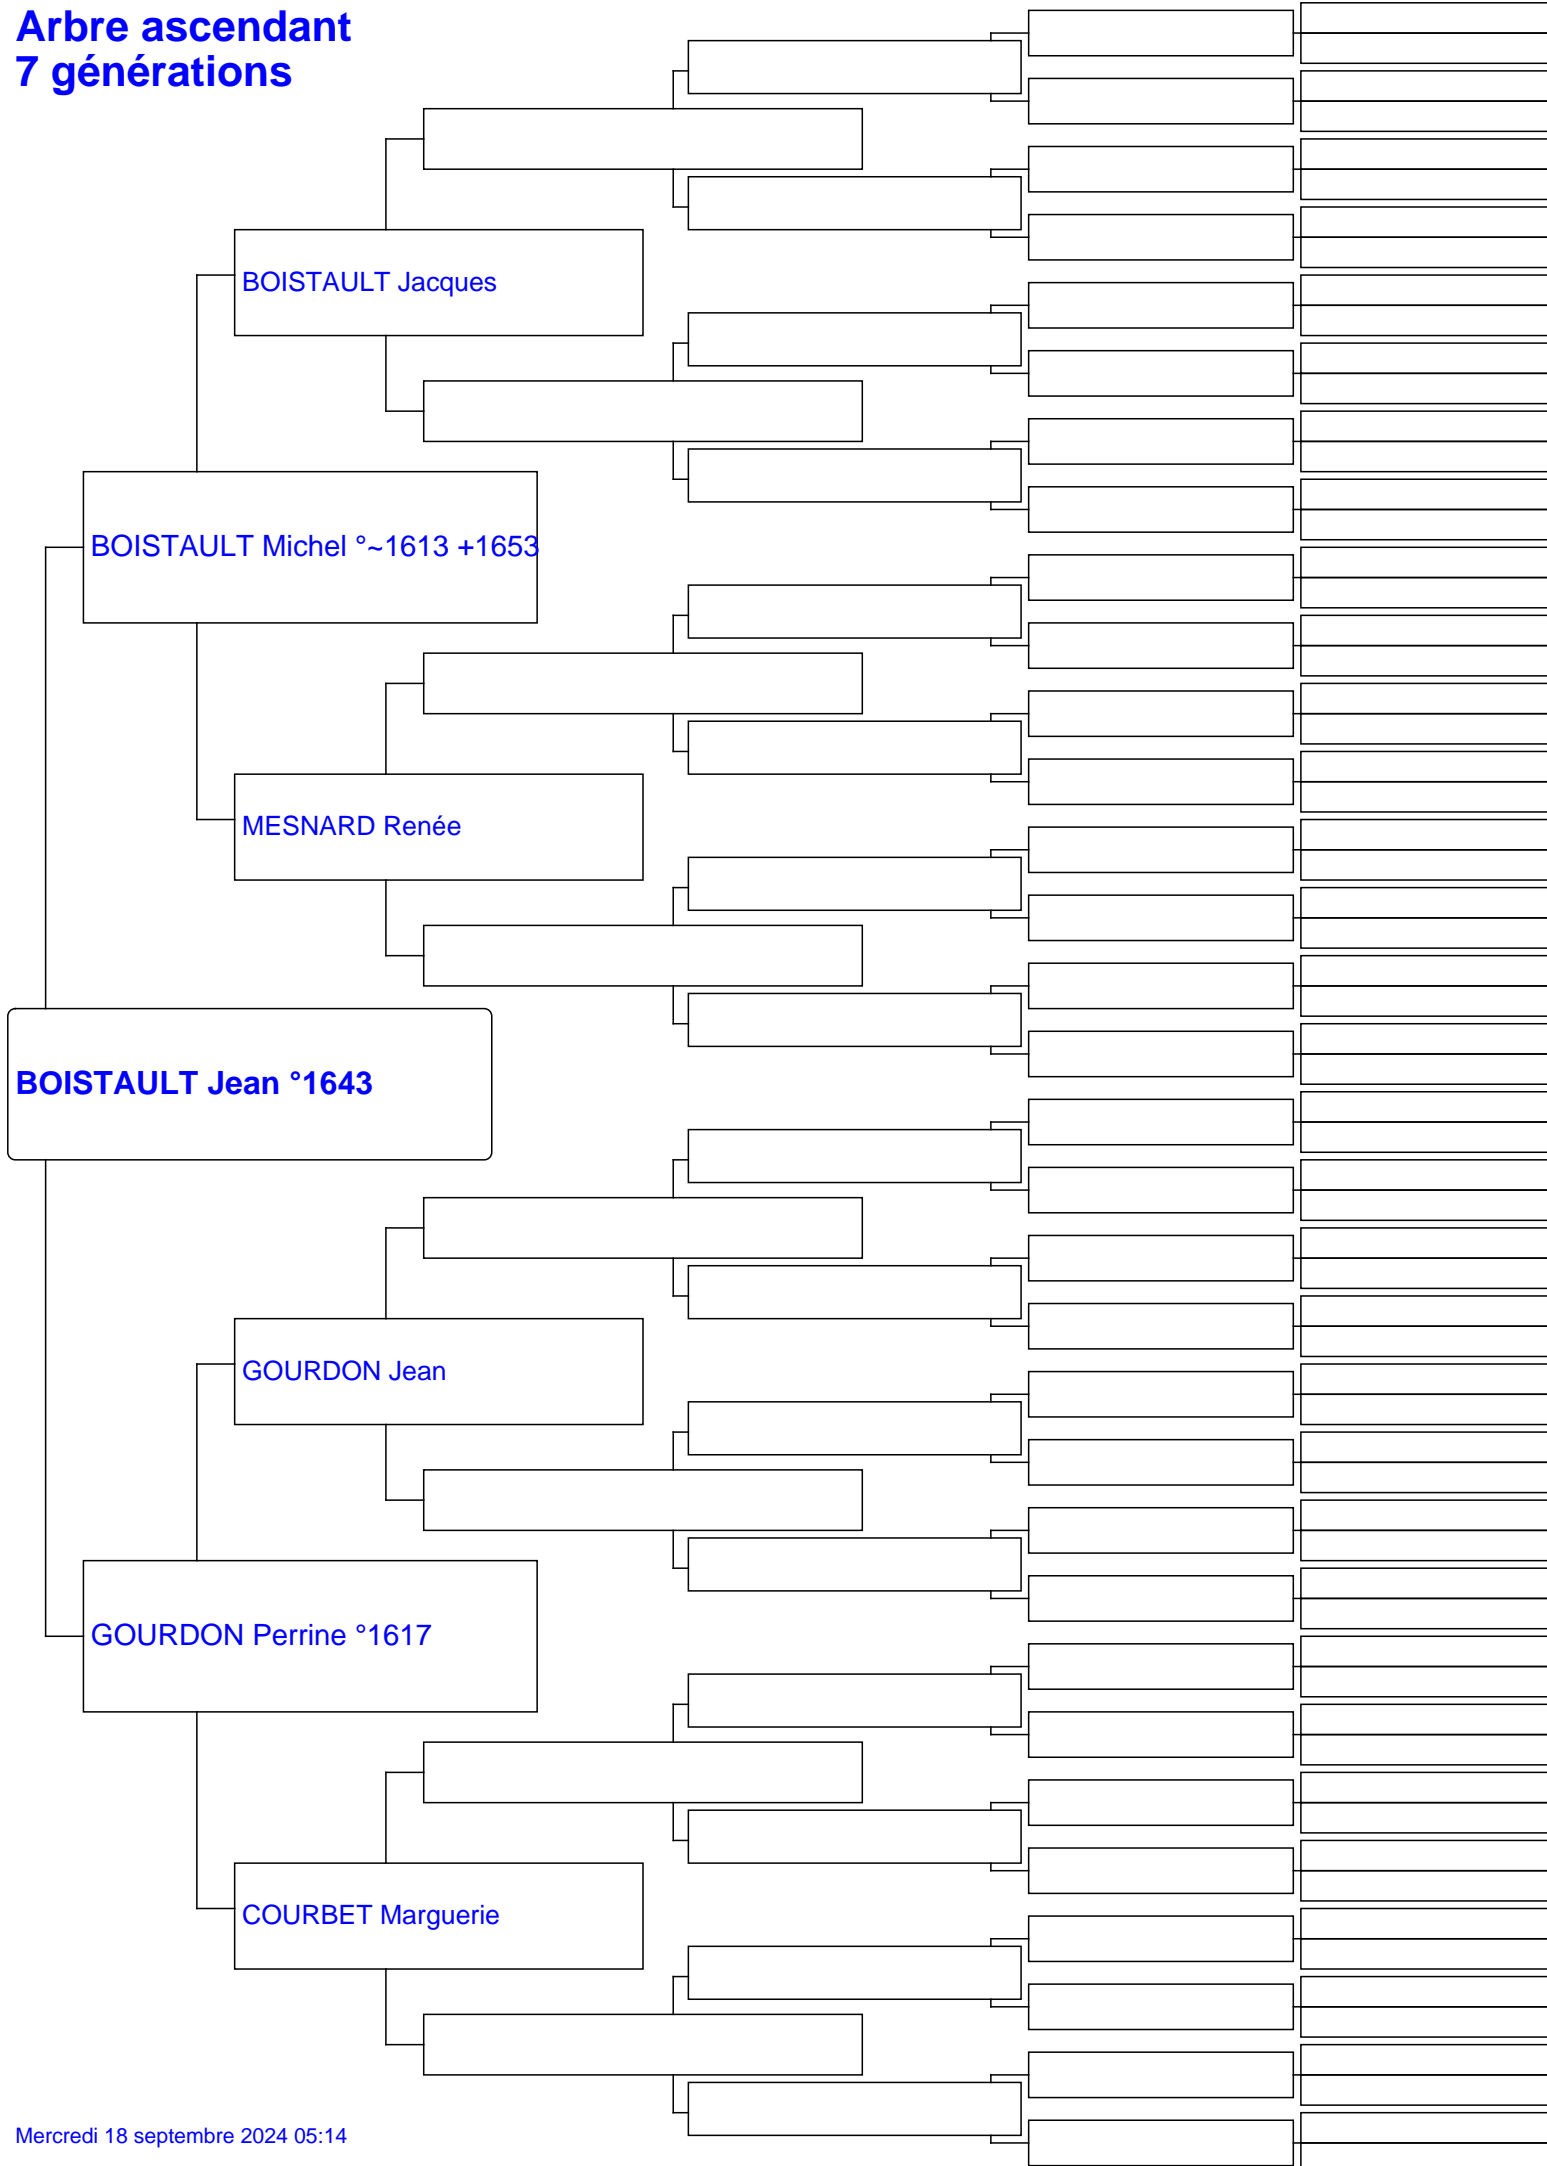 Arbre ascendant
7 générations
BOISTAULT Jacques
BOISTAULT Michel °~1613 +1653
MESNARD Renée
BOISTAULT Jean °1643
GOURDON Jean
GOURDON Perrine °1617
COURBET Marguerie
Mercredi 18 septembre 2024 05:14